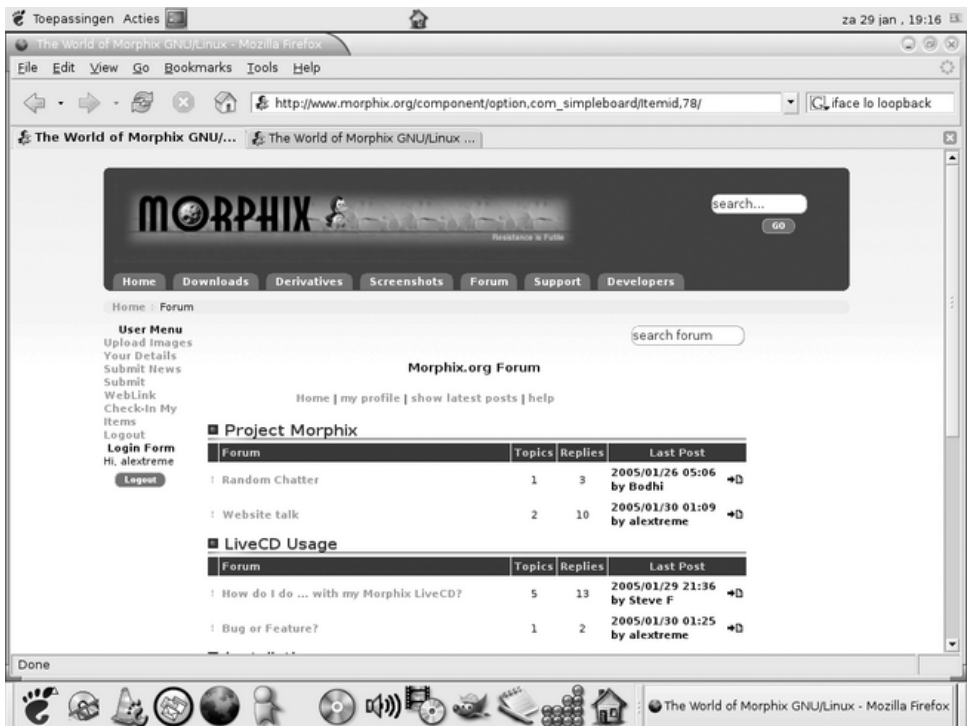 Toepassingen Acties
za 29 jan , 19:16
The World of Morphix GNU/Linux - Mozilla Firefox
File Edit View Go Bookmarks Tools Help
http://www.morphix.org/component/option,com_simpleboard/Itemid,78/
iface lo loopback
The World of Morphix GNU/...
The World of Morphix GNU/Linux ...
MORPHIX
Resistance is Futile
search...
GO
Home Downloads Derivatives Screenshots Forum Support Developers
Home Forum
User Menu
Upload Images
Your Details
Submit News
Submit
WebLink
Check-In My
Items
Logout
Login Form
Hi, alextreme
Logout
search forum
Morphix.org Forum
Home | my profile | show latest posts | help
Project Morphix
Forum Topics Replies Last Post
Random Chatter 1 3 2005/01/26 05:06
by Bodhi
Website talk 2 10 2005/01/30 01:09
by alextreme
LiveCD Usage
Forum Topics Replies Last Post
How do I do ... with my Morphix LiveCD? 5 13 2005/01/29 21:36
by Steve F
Bug or Feature? 1 2 2005/01/30 01:25
by alextreme
Done
The World of Morphix GNU/Linux - Mozilla Firefox